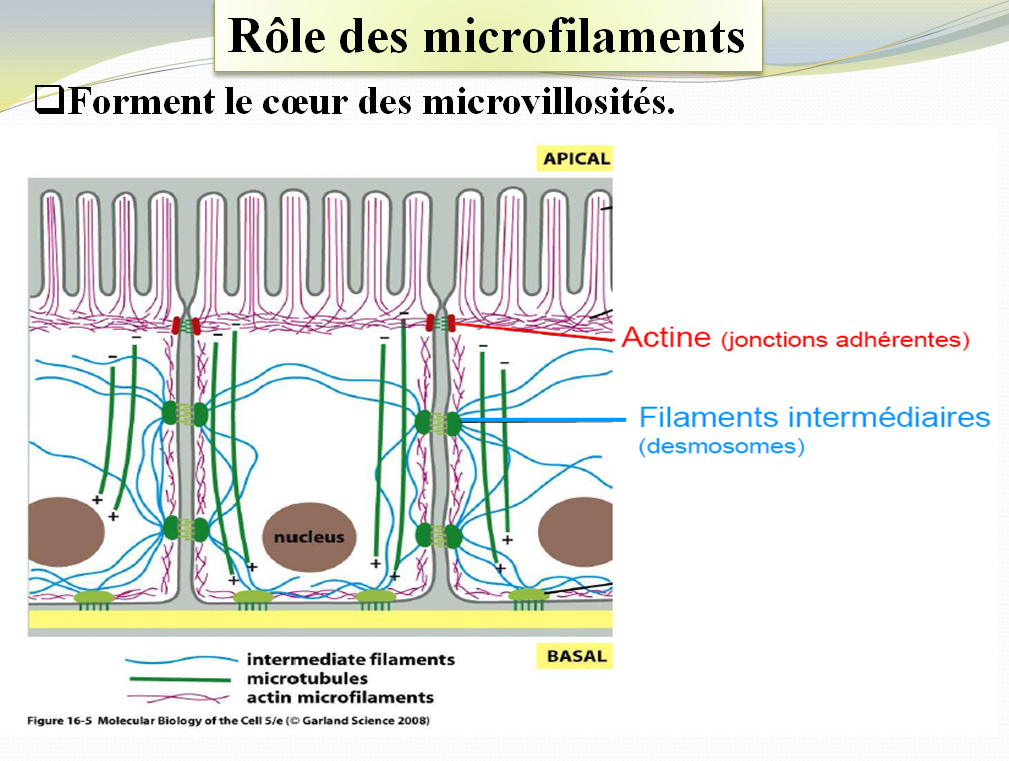 Rôle des microfilaments
Forment le cœur des microvillosités.
APICAL
Actine (jonctions adhérentes)
Filaments intermédiaires
(desmosomes)
nucleus
BASAL
intermediate filaments
microtubules
actin microfilaments
Figure 16-5 Molecular Biology of the Cell 5/e (© Garland Science 2008)